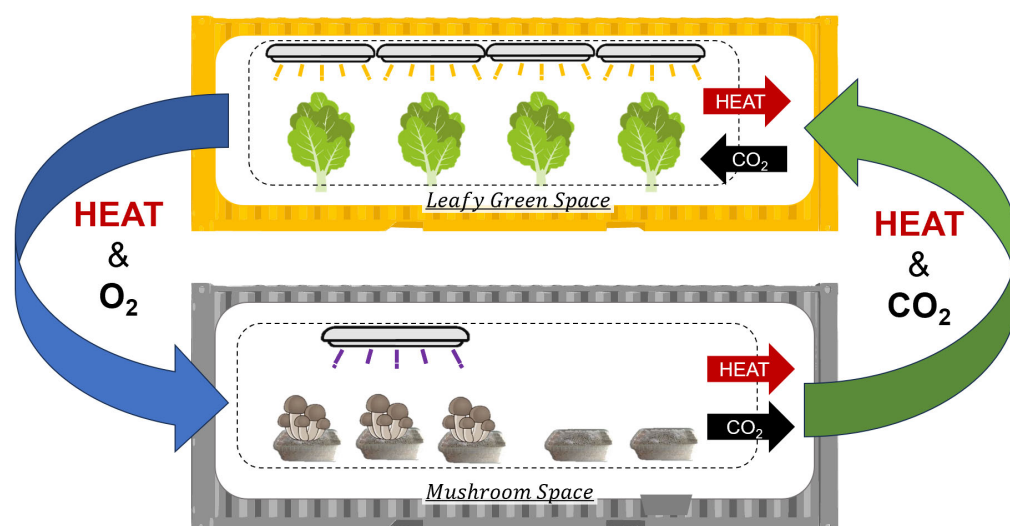 HEAT
CO₂
Leafy Green Space
HEAT
&
O₂
HEAT
&
CO₂
HEAT
CO₂
Mushroom Space